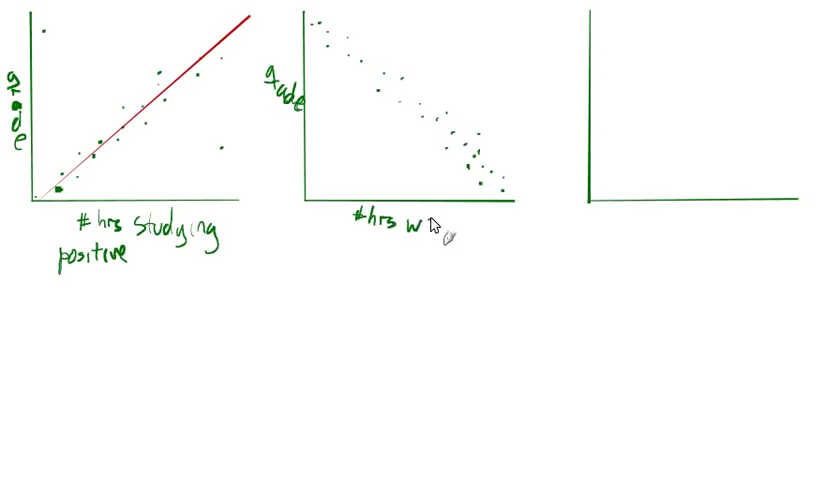 Grade
# hrs studying
positive
grade
# hrs w